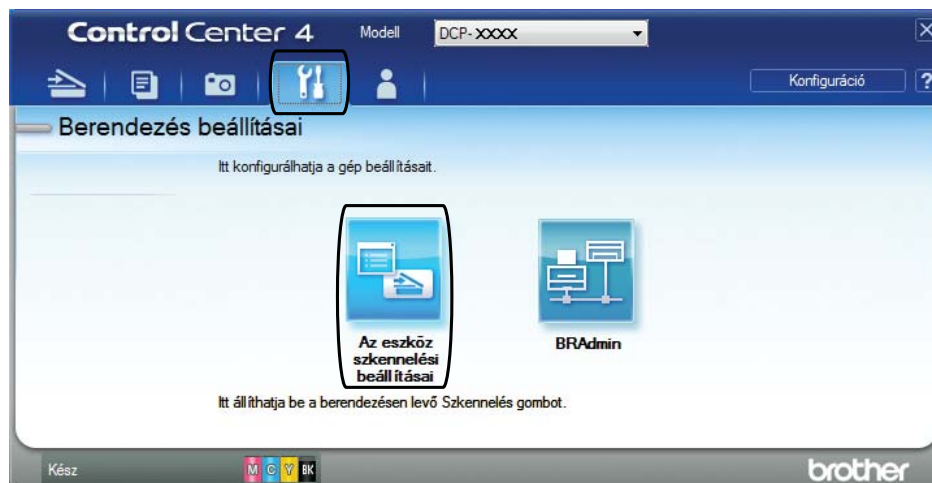 Control Center 4
Modell
DCP-XXXX
Konfiguráció
?
Berendezés beállításai
Itt konfigurálhatja a gép beállításait.
Az eszköz
szkennelési
beállításai
BRAdmin
Itt állíthatja be a berendezésen levő Szkennelés gombot.
Kész
M C Y BK
brother